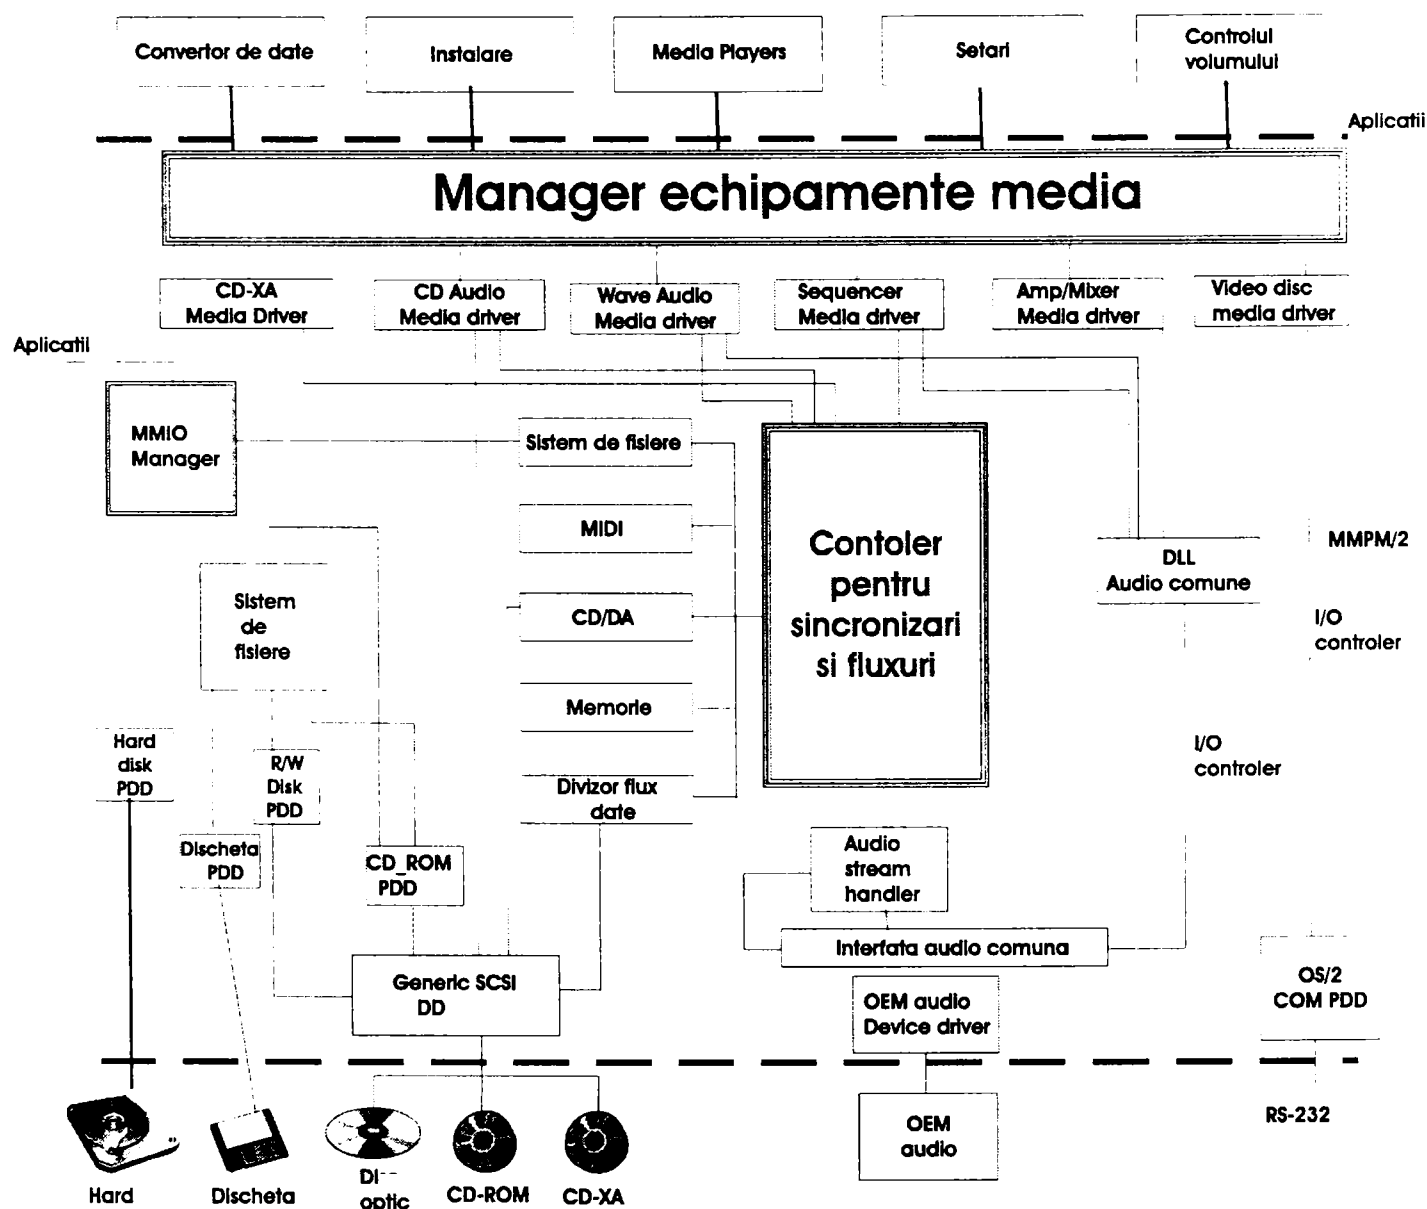 Convertor de date
Instalare
Media Players
Setari
Controlul
volumului
Aplicatii
Manager echipamente media
CD-XA
Media Driver
CD Audio
Media driver
Wave Audio
Media driver
Sequencer
Media driver
Amp/Mixer
Media driver
Video disc
media driver
Aplicatii
MMIO
Manager
Sistem de fisiere
MIDI
CD/DA
Memorie
Divizor flux
date
Contoler
pentru
sincronizari
si fluxuri
DLL
Audio comune
MMPM/2
I/O
controler
I/O
controler
Sistem
de
fisiere
Hard
disk
PDD
R/W
Disk
PDD
Discheta
PDD
CD_ROM
PDD
Audio
stream
handler
Interfata audio comuna
Generic SCSI
DD
OEM audio
Device driver
OS/2
COM PDD
OEM
audio
RS-232
Hard
Discheta
optic
CD-ROM
CD-XA